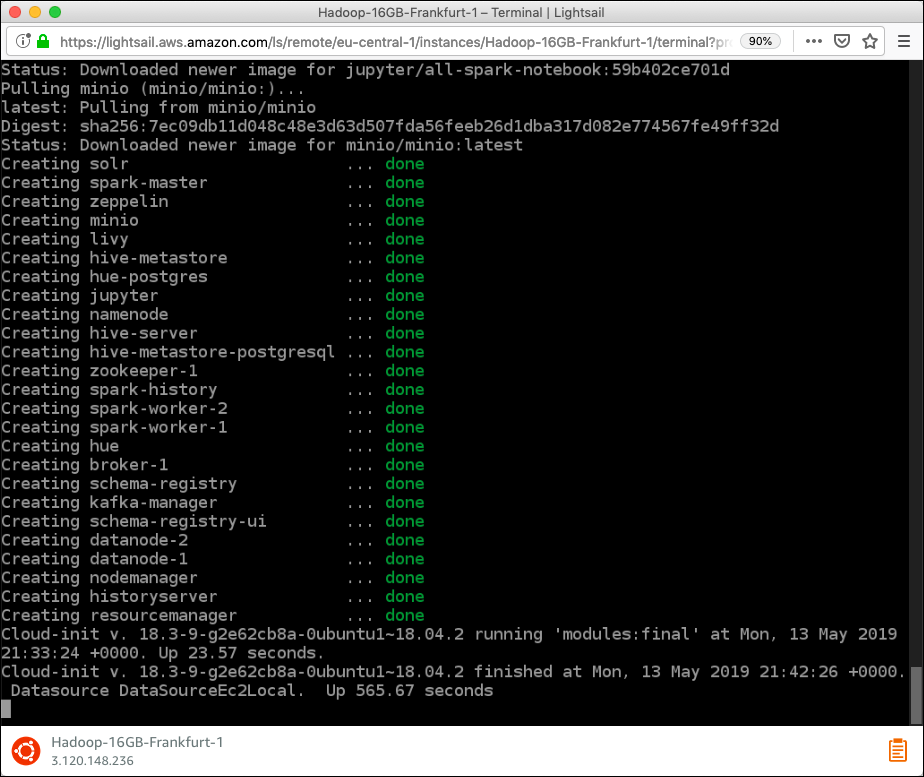 Hadoop-16GB-Frankfurt-1 – Terminal | Lightsail
https://lightsail.aws.amazon.com/ls/remote/eu-central-1/instances/Hadoop-16GB-Frankfurt-1/terminal?pr 90%
Status: Downloaded newer image for jupyter/all-spark-notebook:59b402ce701d
Pulling minio (minio/minio:)...
latest: Pulling from minio/minio
Digest: sha256:7ec09db11d048c48e3d63d507fda56feeb26d1dba317d082e774567fe49ff32d
Status: Downloaded newer image for minio/minio:latest
Creating solr ... done
Creating spark-master ... done
Creating zeppelin ... done
Creating minio ... done
Creating livy ... done
Creating hive-metastore ... done
Creating hue-postgres ... done
Creating jupyter ... done
Creating namenode ... done
Creating hive-server ... done
Creating hive-metastore-postgresql ... done
Creating zookeeper-1 ... done
Creating spark-history ... done
Creating spark-worker-2 ... done
Creating spark-worker-1 ... done
Creating hue ... done
Creating broker-1 ... done
Creating schema-registry ... done
Creating kafka-manager ... done
Creating schema-registry-ui ... done
Creating datanode-2 ... done
Creating datanode-1 ... done
Creating nodemanager ... done
Creating historyserver ... done
Creating resourcemanager ... done
Cloud-init v. 18.3-9-g2e62cb8a-0ubuntu1~18.04.2 running 'modules:final' at Mon, 13 May 2019
21:33:24 +0000. Up 23.57 seconds.
Cloud-init v. 18.3-9-g2e62cb8a-0ubuntu1~18.04.2 finished at Mon, 13 May 2019 21:42:26 +0000.
Datasource DataSourceEc2Local.  Up 565.67 seconds
Hadoop-16GB-Frankfurt-1
3.120.148.236